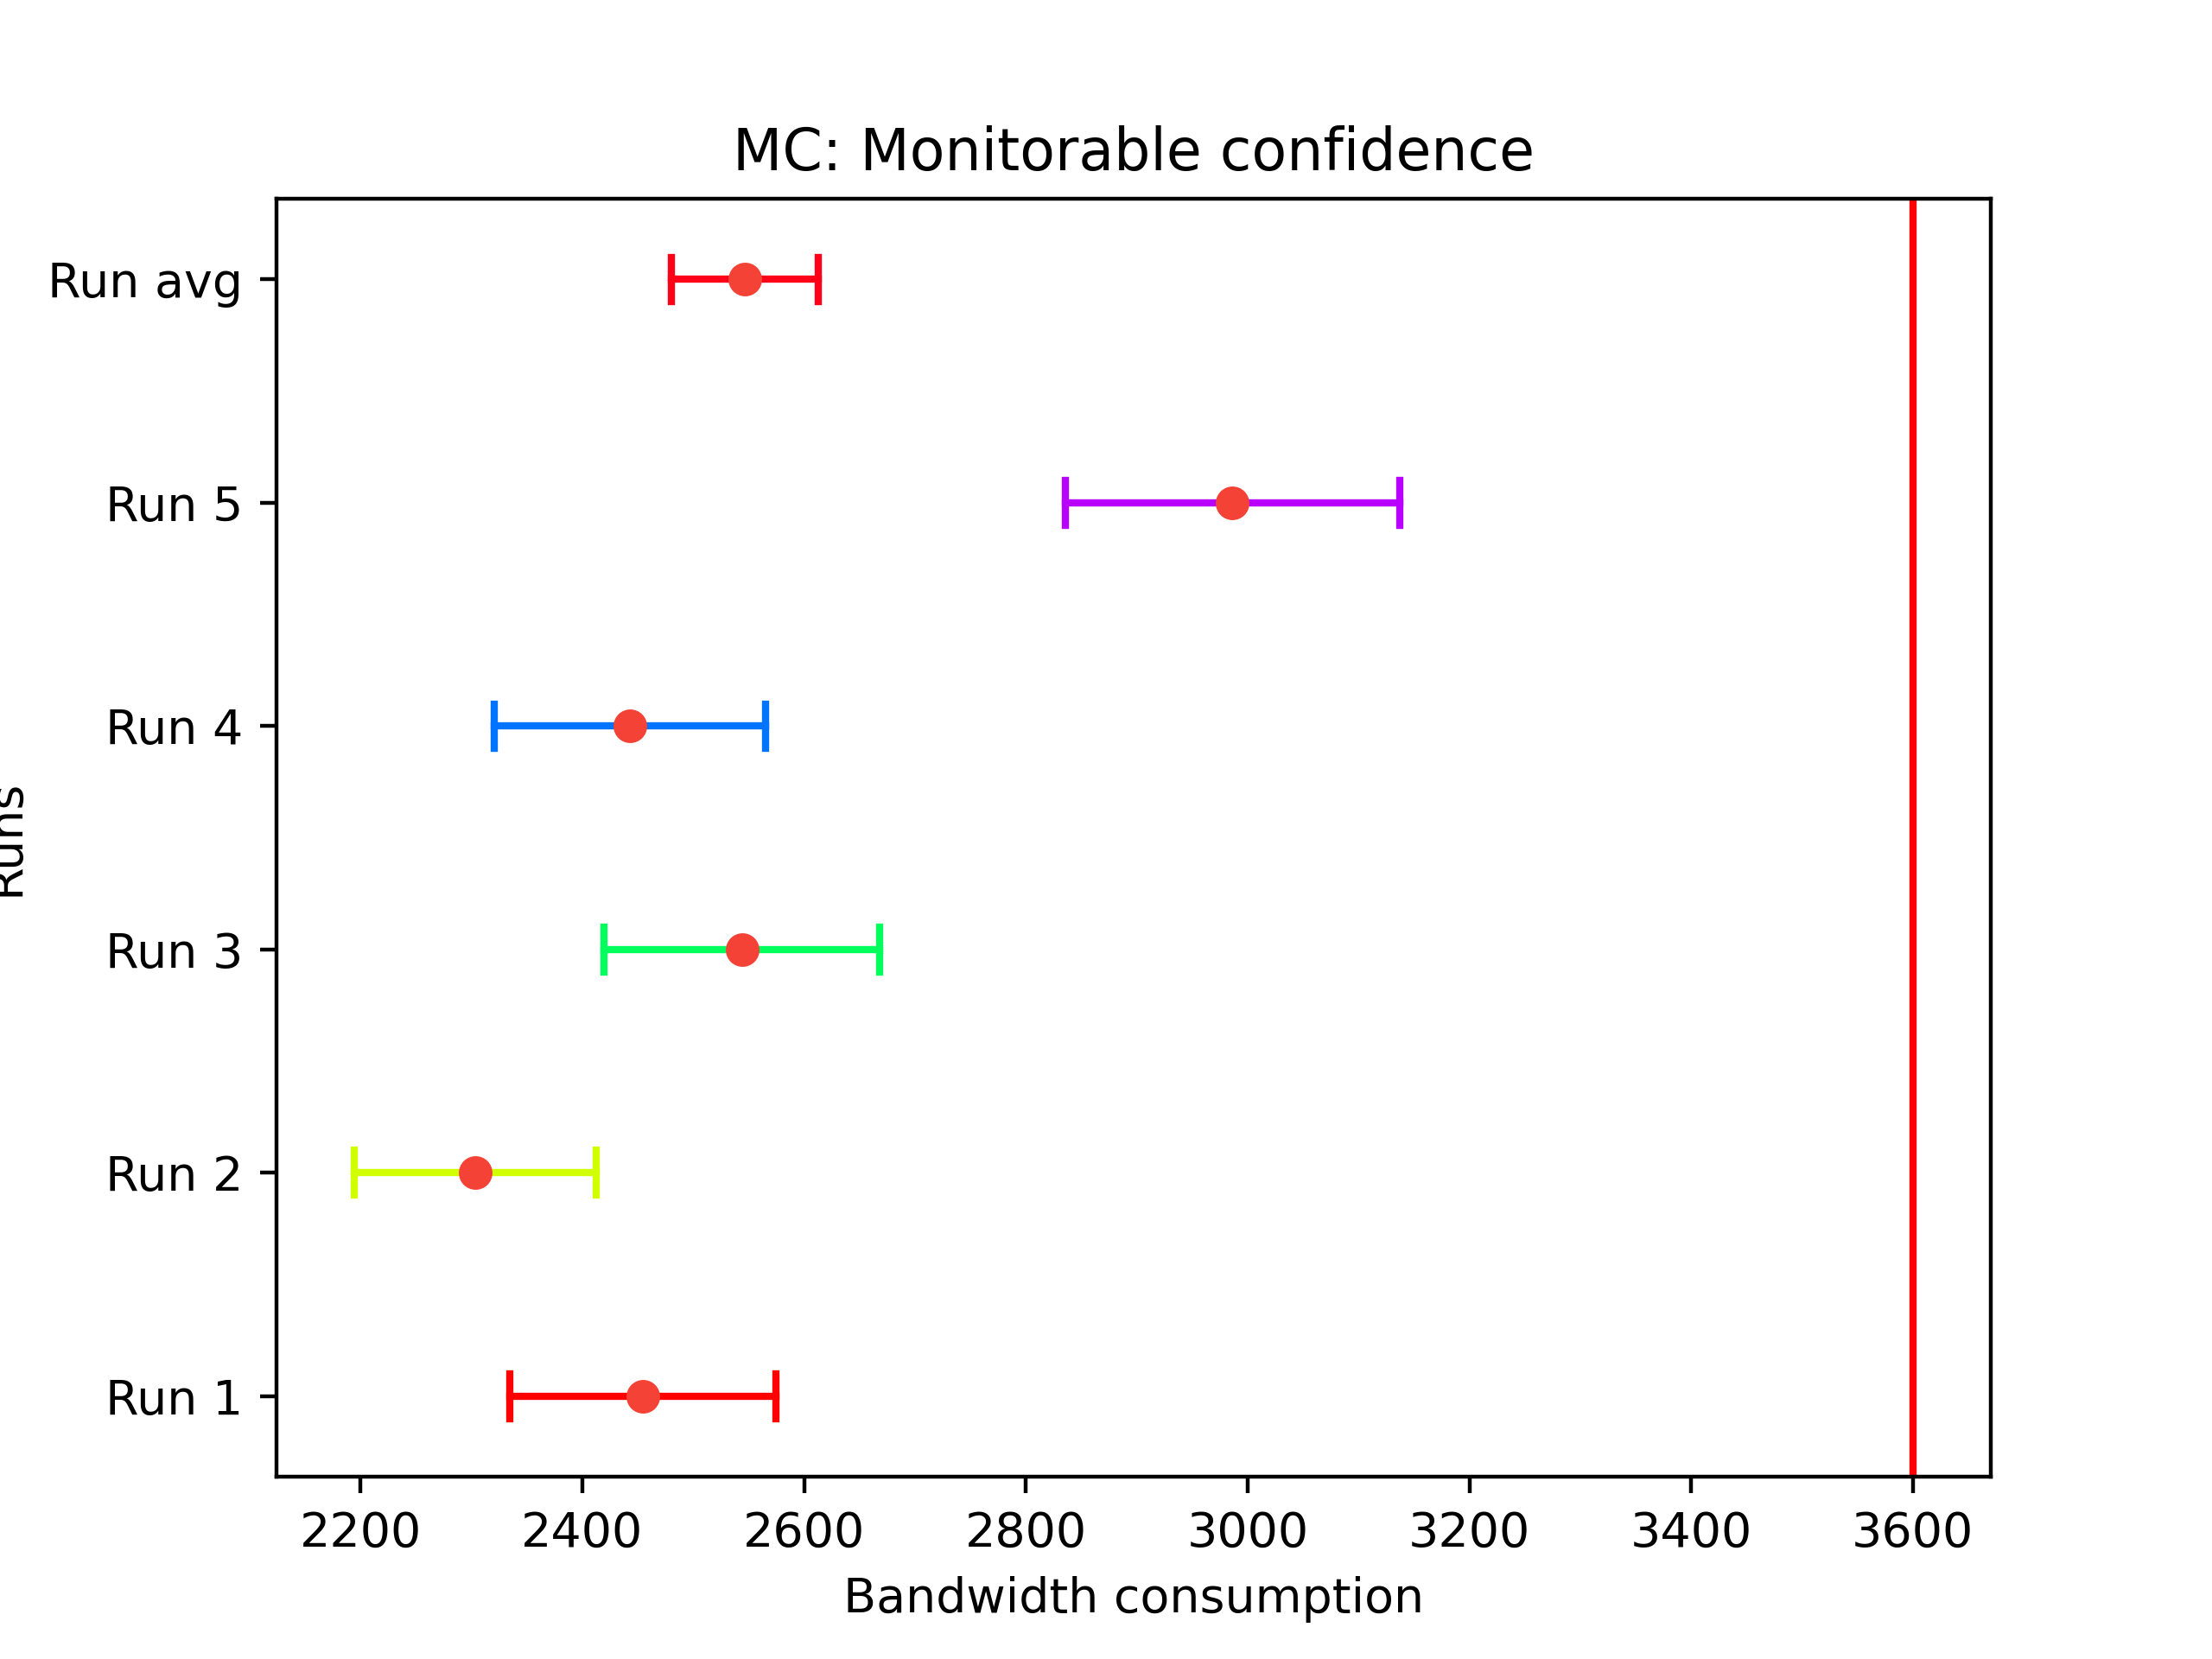 MC: Monitorable confidence
Run avg
Run 5
Run 4
Run 3
Run 2
Run 1
Runs
2200 2400 2600 2800 3000 3200 3400 3600
Bandwidth consumption